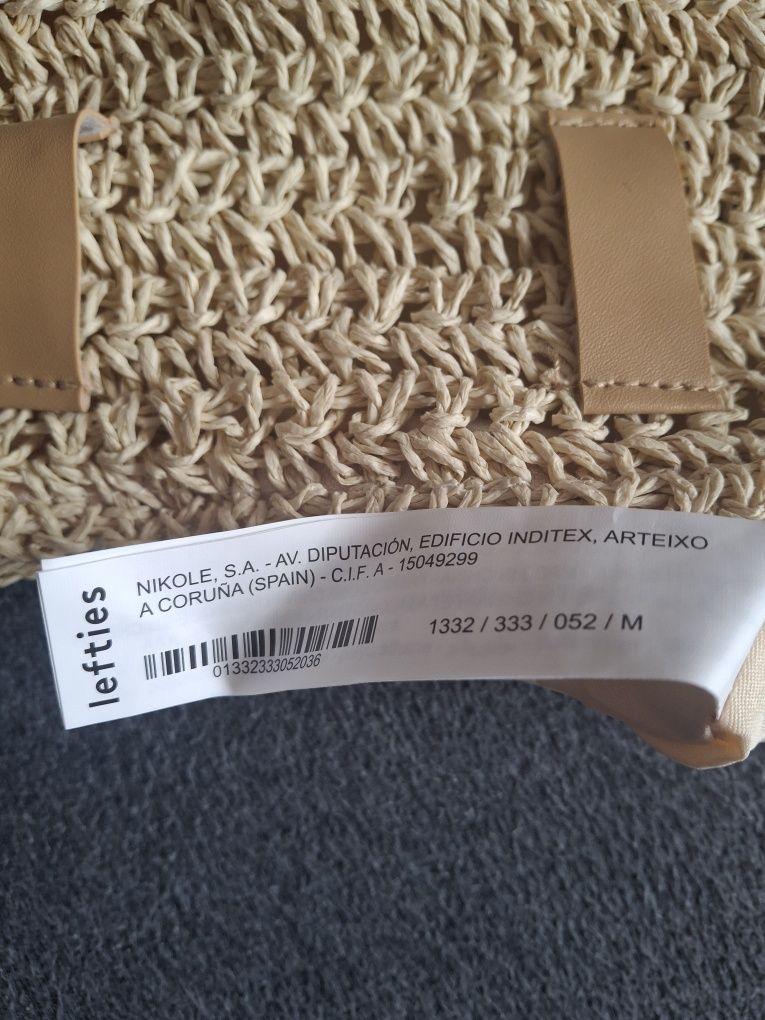 lefties
NIKOLE, S.A. - AV. DIPUTACIÓN, EDIFICIO INDITEX, ARTEIXO
A CORUÑA (SPAIN) - C.I.F. A - 15049299
1332 / 333 / 052 / M
01332333052036